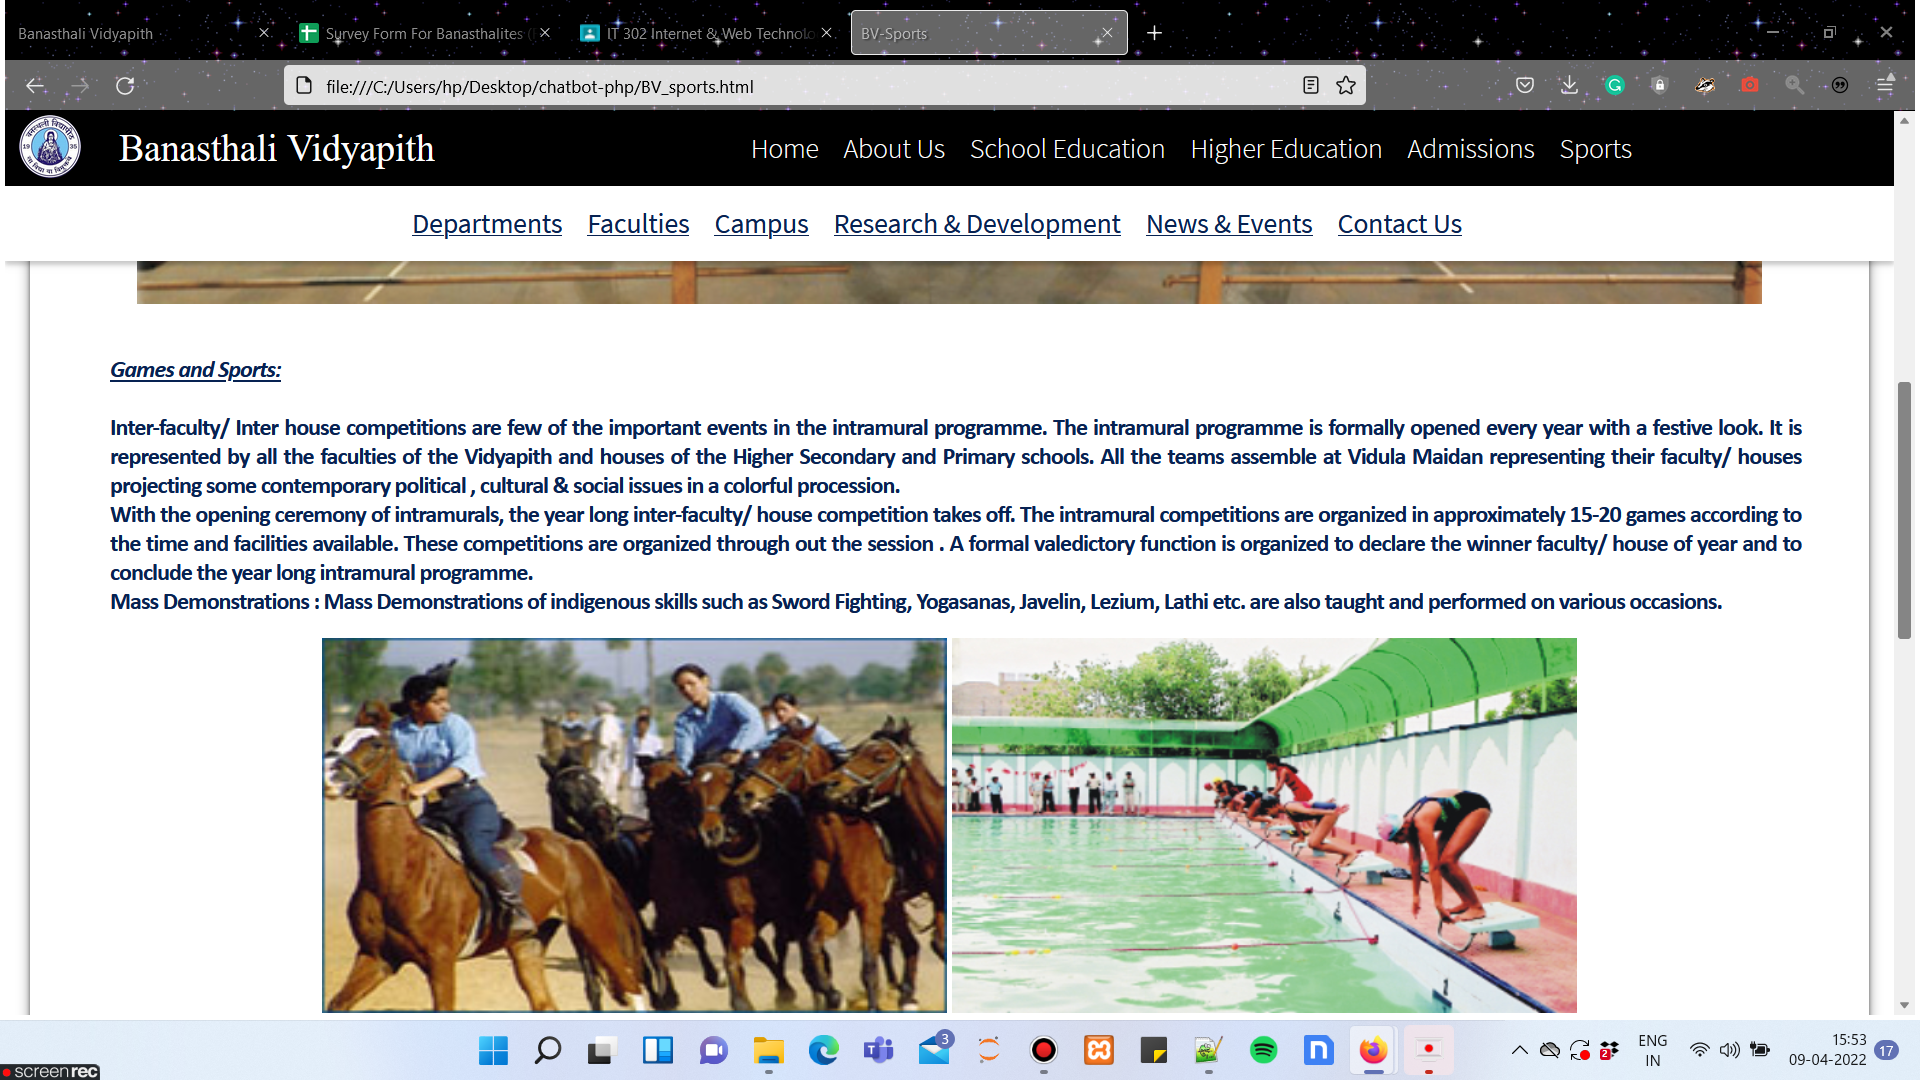 Banasthali Vidyapith
Survey Form For Banasthalites (
IT 302 Internet & Web Technolo
BV-Sports
file:///C:/Users/hp/Desktop/chatbot-php/BV_sports.html
Banasthali Vidyapith
Home About Us School Education Higher Education Admissions Sports
Departments Faculties Campus Research & Development News & Events Contact Us
Games and Sports:
Inter-faculty/ Inter house competitions are few of the important events in the intramural programme. The intramural programme is formally opened every year with a festive look. It is
represented by all the faculties of the Vidyapith and houses of the Higher Secondary and Primary schools. All the teams assemble at Vidula Maidan representing their faculty/ houses
projecting some contemporary political , cultural & social issues in a colorful procession.
With the opening ceremony of intramurals, the year long inter-faculty/ house competition takes off. The intramural competitions are organized in approximately 15-20 games according to
the time and facilities available. These competitions are organized through out the session . A formal valedictory function is organized to declare the winner faculty/ house of year and to
conclude the year long intramural programme.
Mass Demonstrations : Mass Demonstrations of indigenous skills such as Sword Fighting, Yogasanas, Javelin, Lezium, Lathi etc. are also taught and performed on various occasions.
3
2
ENG
IN
15:53
09-04-2022
17
screenrec